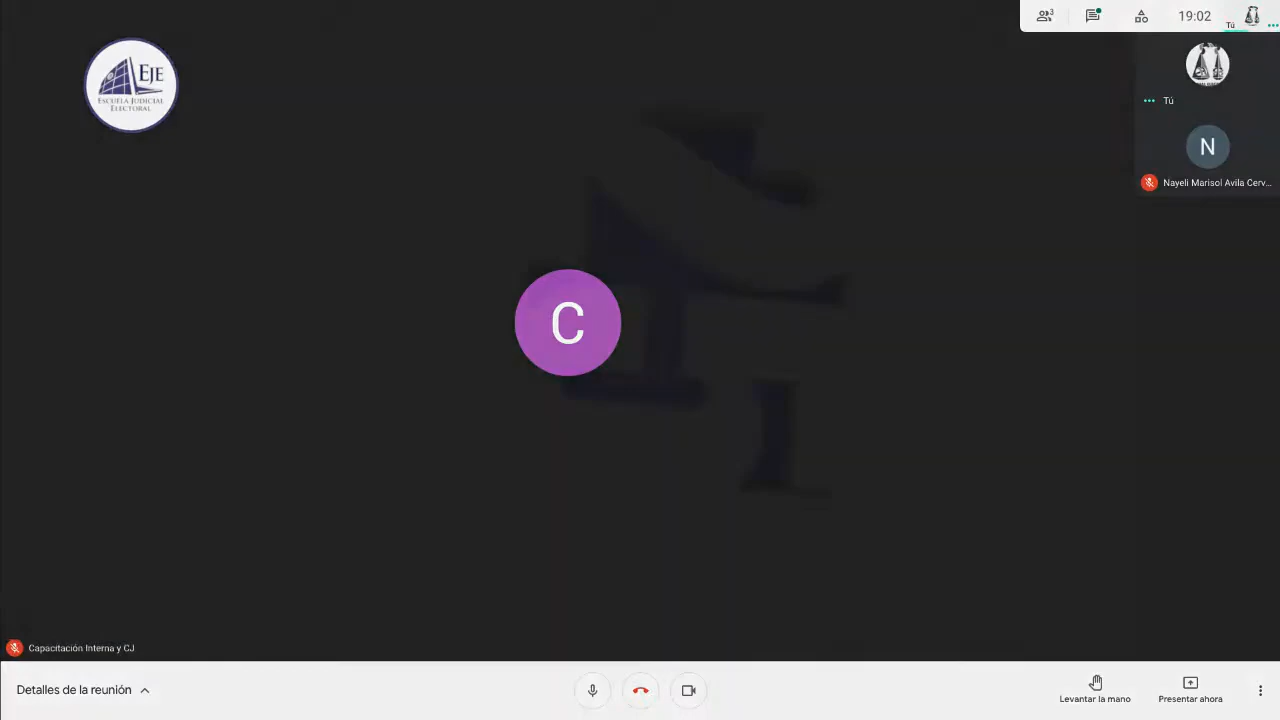 3
19:02
Tú
EJE
ESCUELA JUDICIAL
ELECTORAL
Tú
N
Nayeli Marisol Avila Cerv...
C
Capacitación Interna y CJ
Detalles de la reunión
Levantar la mano
Presentar ahora